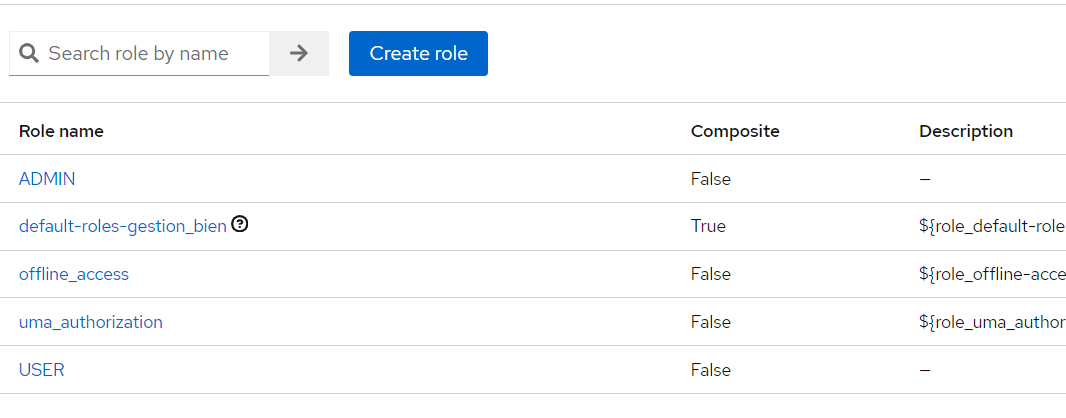 Search role by name
Create role
Role name Composite Description
ADMIN False –
default-roles-gestion_bien True ${role_default-role
offline_access False ${role_offline-acce
uma_authorization False ${role_uma_author
USER False –